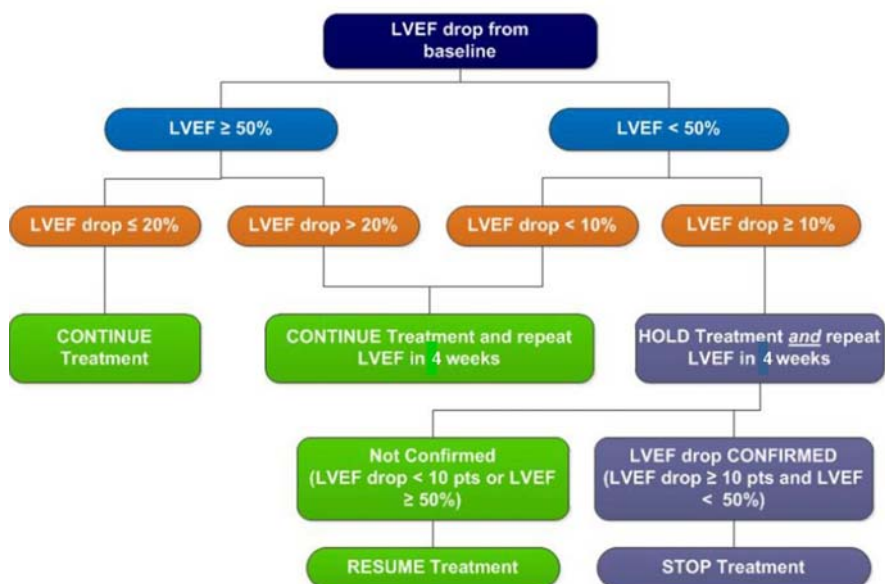 LVEF drop from
baseline
LVEF ≥ 50%
LVEF < 50%
LVEF drop ≤ 20%
LVEF drop > 20%
LVEF drop < 10%
LVEF drop ≥ 10%
CONTINUE
Treatment
CONTINUE Treatment and repeat
LVEF in 4 weeks
HOLD Treatment and repeat
LVEF in 4 weeks
Not Confirmed
(LVEF drop < 10 pts or LVEF
≥ 50%)
LVEF drop CONFIRMED
(LVEF drop ≥ 10 pts and LVEF
< 50%)
RESUME Treatment
STOP Treatment